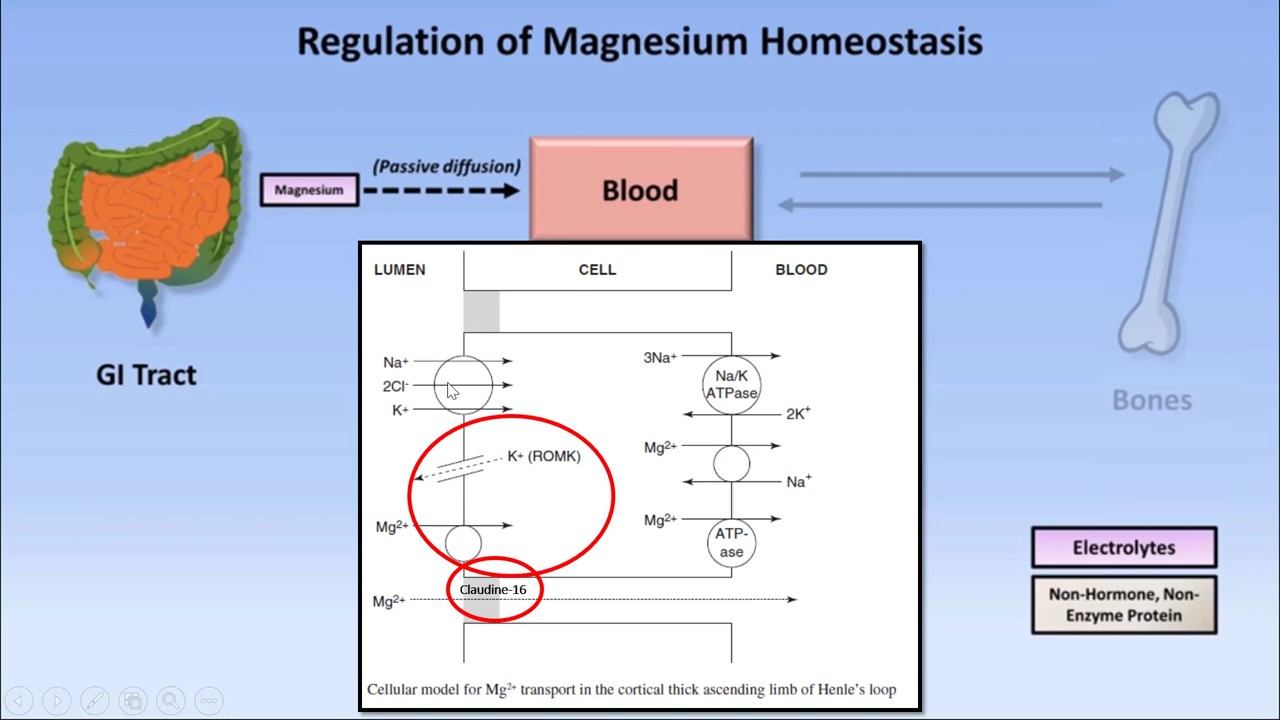 Regulation of Magnesium Homeostasis
(Passive diffusion)
Magnesium
Blood
GI Tract
Bones
LUMEN CELL BLOOD
Na⁺
2Cl⁻
K⁺
K⁺ (ROMK)
Mg²⁺
Claudine-16
Mg²⁺
3Na⁺
Na/K
ATPase
2K⁺
Mg²⁺
Na⁺
Mg²⁺
ATP-
ase
Cellular model for Mg²⁺ transport in the cortical thick ascending limb of Henle's loop
Electrolytes
Non-Hormone, Non-
Enzyme Protein